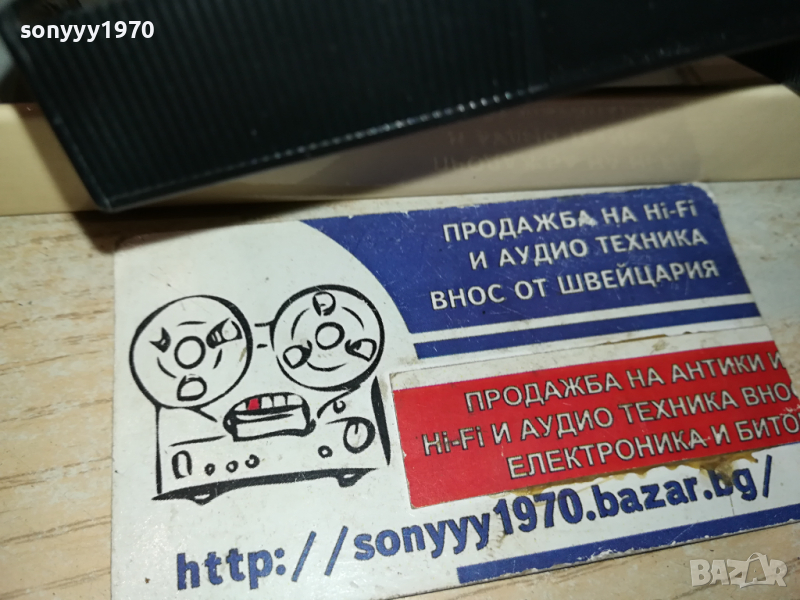 sonyyy1970
ПРОДАЖБА НА Hi-Fi
И АУДИО ТЕХНИКА
ВНОС ОТ ШВЕЙЦАРИЯ
ПРОДАЖБА НА АНТИКИ И
Hi-Fi И АУДИО ТЕХНИКА ВНО
ЕЛЕКТРОНИКА И БИТО
http://sonyyy1970.bazar.bg/
BAZAR